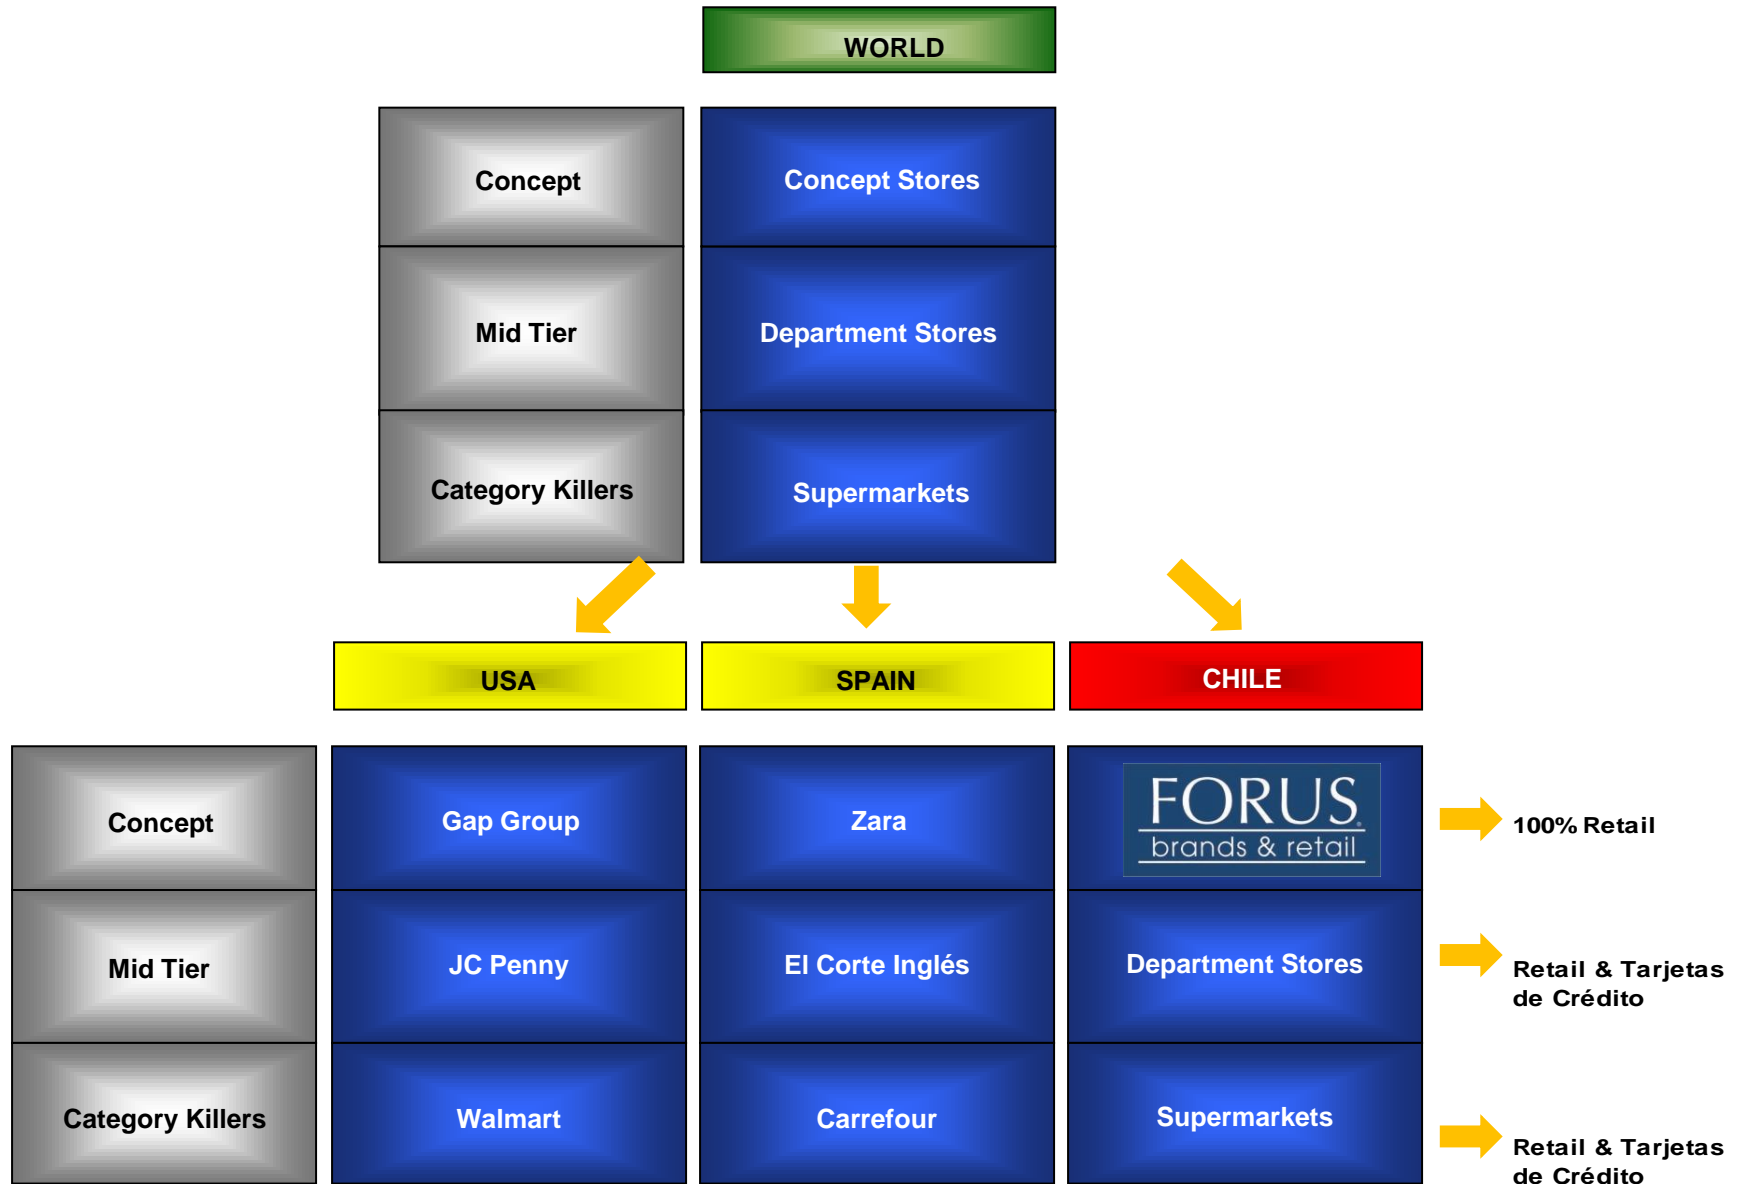 WORLD
Concept
Concept Stores
Mid Tier
Department Stores
Category Killers
Supermarkets
USA
SPAIN
CHILE
Concept
Gap Group
Zara
FORUS
brands & retail
100% Retail
Mid Tier
JC Penny
El Corte Inglés
Department Stores
Retail & Tarjetas
de Crédito
Category Killers
Walmart
Carrefour
Supermarkets
Retail & Tarjetas
de Crédito